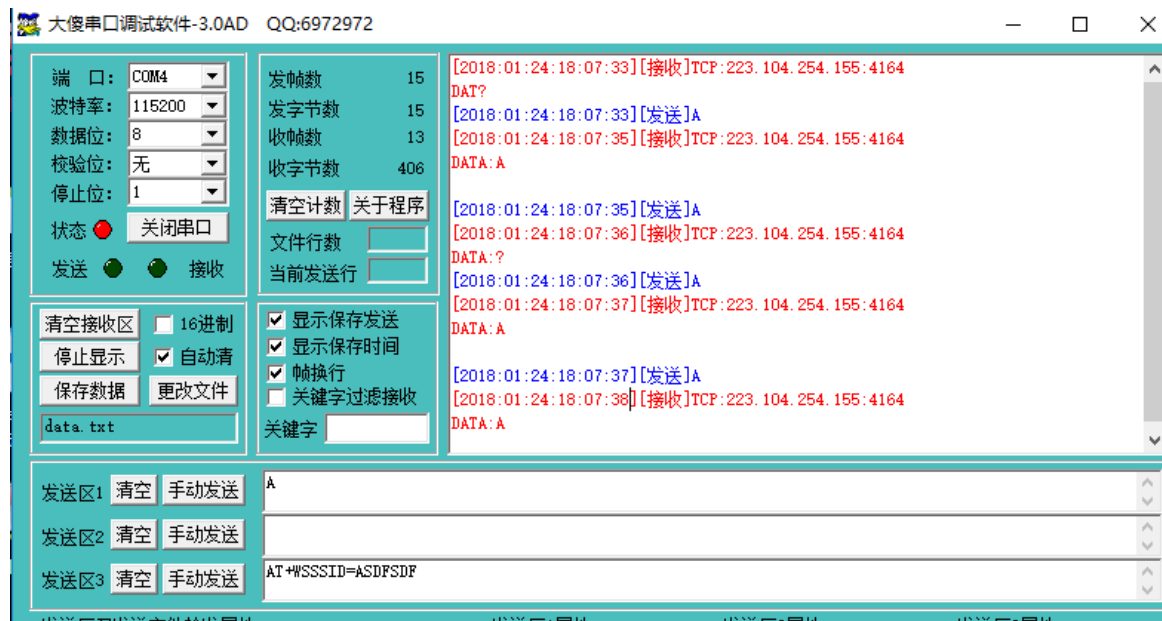 大傻串口调试软件-3.0AD QQ:6972972
端 口: COM4
波特率: 115200
数据位: 8
校验位: 无
停止位: 1
状态 关闭串口
发送 接收
发帧数 15
发字节数 15
收帧数 13
收字节数 406
清空计数 关于程序
文件行数
当前发送行
清空接收区 16进制
停止显示 自动清
保存数据 更改文件
data.txt
显示保存发送
显示保存时间
帧换行
关键字过滤接收
关键字
[2018:01:24:18:07:33][接收]TCP:223.104.254.155:4164
DAT?
[2018:01:24:18:07:33][发送]A
[2018:01:24:18:07:35][接收]TCP:223.104.254.155:4164
DATA:A
[2018:01:24:18:07:35][发送]A
[2018:01:24:18:07:36][接收]TCP:223.104.254.155:4164
DATA:?
[2018:01:24:18:07:36][发送]A
[2018:01:24:18:07:37][接收]TCP:223.104.254.155:4164
DATA:A
[2018:01:24:18:07:37][发送]A
[2018:01:24:18:07:38][接收]TCP:223.104.254.155:4164
DATA:A
发送区1 清空 手动发送 A
发送区2 清空 手动发送
发送区3 清空 手动发送 AT+WSSSID=ASDFSDF